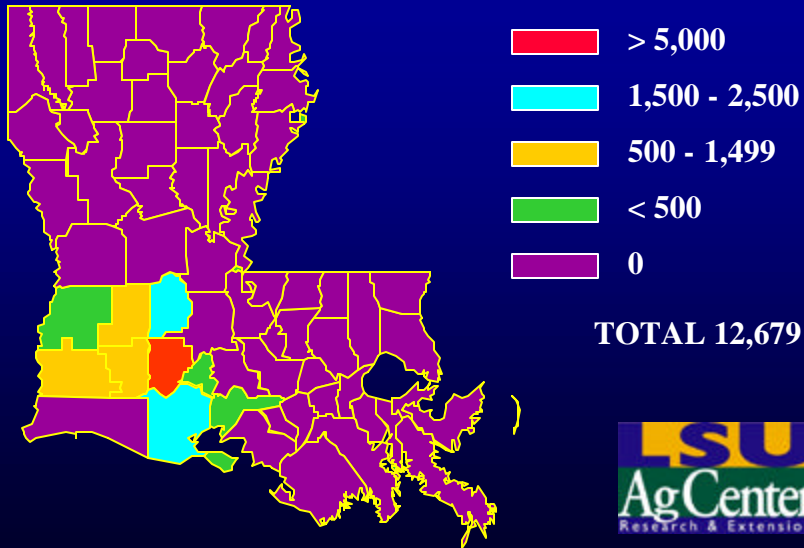 > 5,000
1,500 - 2,500
500 - 1,499
< 500
0
TOTAL 12,679
LSU
AgCenter
Research & Extension